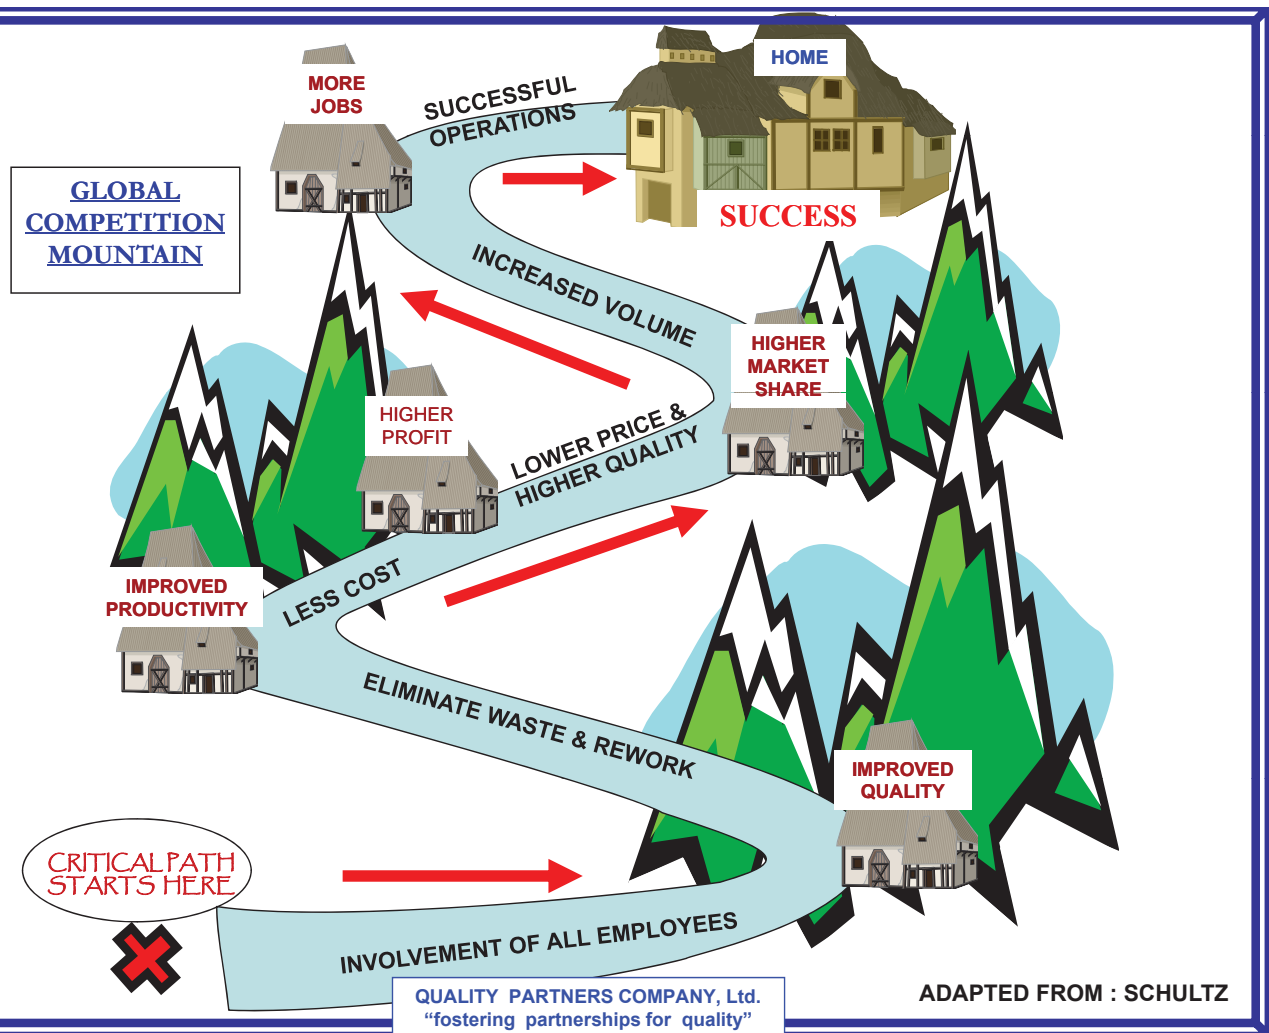 HOME
MORE
JOBS
SUCCESSFUL
OPERATIONS
GLOBAL
COMPETITION
MOUNTAIN
SUCCESS
INCREASED VOLUME
HIGHER
MARKET
SHARE
HIGHER
PROFIT
LOWER PRICE &
HIGHER QUALITY
IMPROVED
PRODUCTIVITY
LESS COST
ELIMINATE WASTE & REWORK
IMPROVED
QUALITY
CRITICAL PATH
STARTS HERE
INVOLVEMENT OF ALL EMPLOYEES
QUALITY PARTNERS COMPANY, Ltd.
“fostering partnerships for quality”
ADAPTED FROM : SCHULTZ